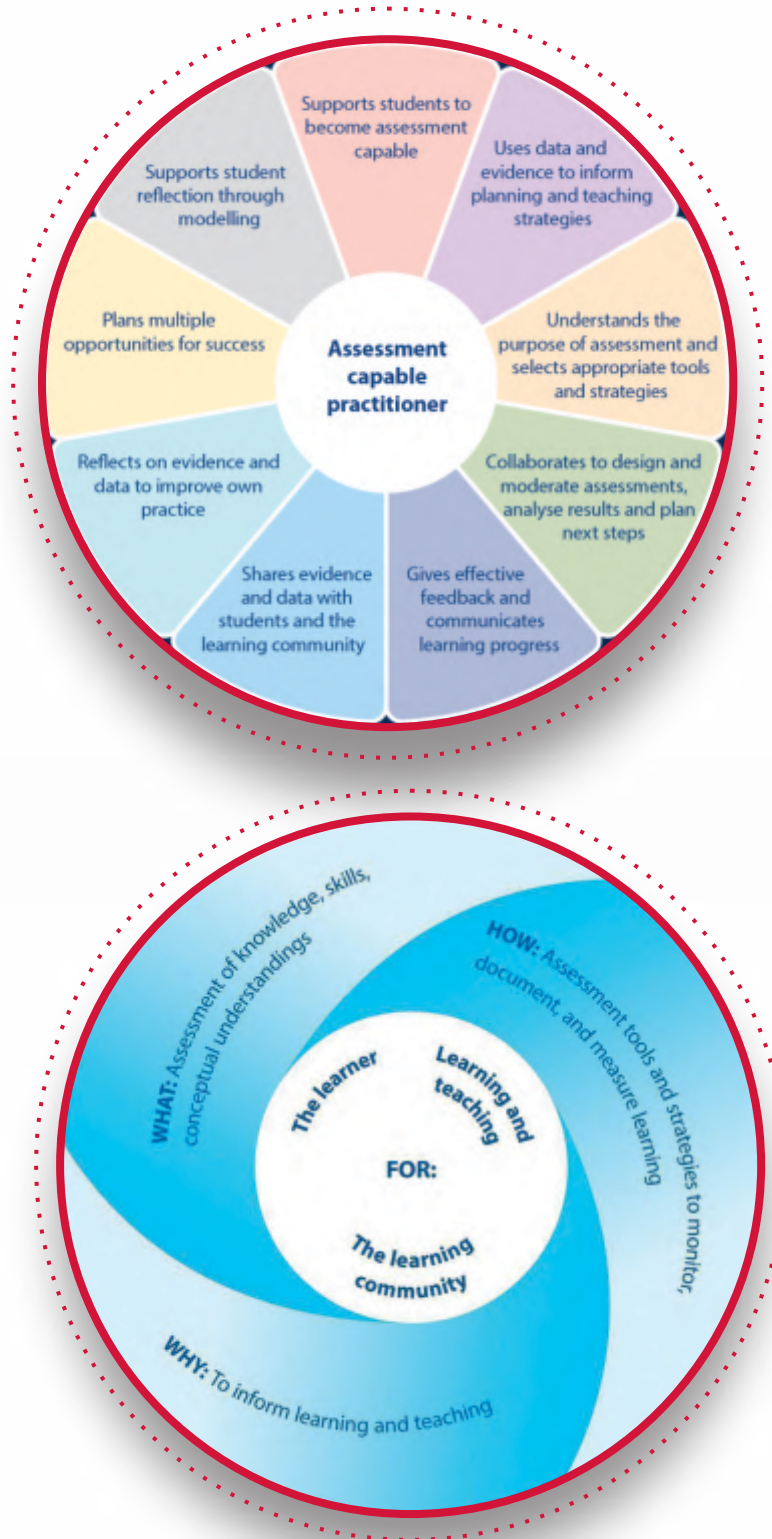 Supports students to
become assessment
capable
Uses data and
evidence to inform
planning and teaching
strategies
Understands the
purpose of assessment and
selects appropriate tools
and strategies
Collaborates to design and
moderate assessments,
analyse results and plan
next steps
Gives effective
feedback and
communicates
learning progress
Shares evidence
and data with
students and the
learning community
Reflects on evidence and
data to improve own
practice
Plans multiple
opportunities for success
Supports student
reflection through
modelling
Assessment
capable
practitioner
WHAT: Assessment of knowledge, skills,
conceptual understandings
HOW: Assessment tools and strategies to monitor,
document, and measure learning
WHY: To inform learning and teaching
FOR:
The learner
Learning and
teaching
The learning
community